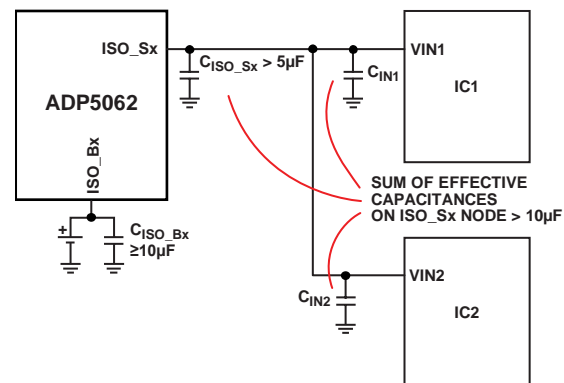 ISO_Sx
ADP5062
ISO_Bx
CISO_Sx > 5µF
CIN1
VIN1
IC1
SUM OF EFFECTIVE
CAPACITANCES
ON ISO_Sx NODE > 10µF
+
CISO_Bx
≥10µF
CIN2
VIN2
IC2